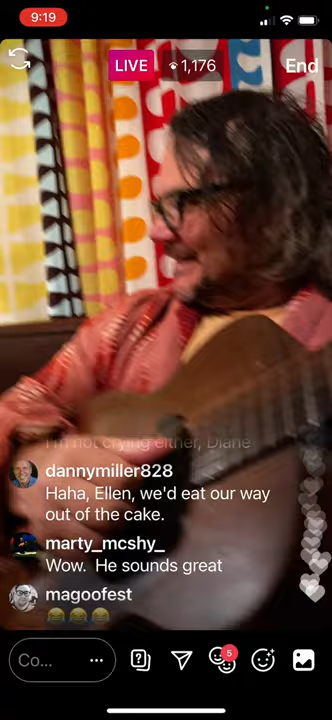 9:19
LIVE
1,176
End
I'm not crying either, Diane
dannymiller828
Haha, Ellen, we'd eat our way
out of the cake.
marty_mcshy_
Wow. He sounds great
magoofest
😂😂😂
Co...
5